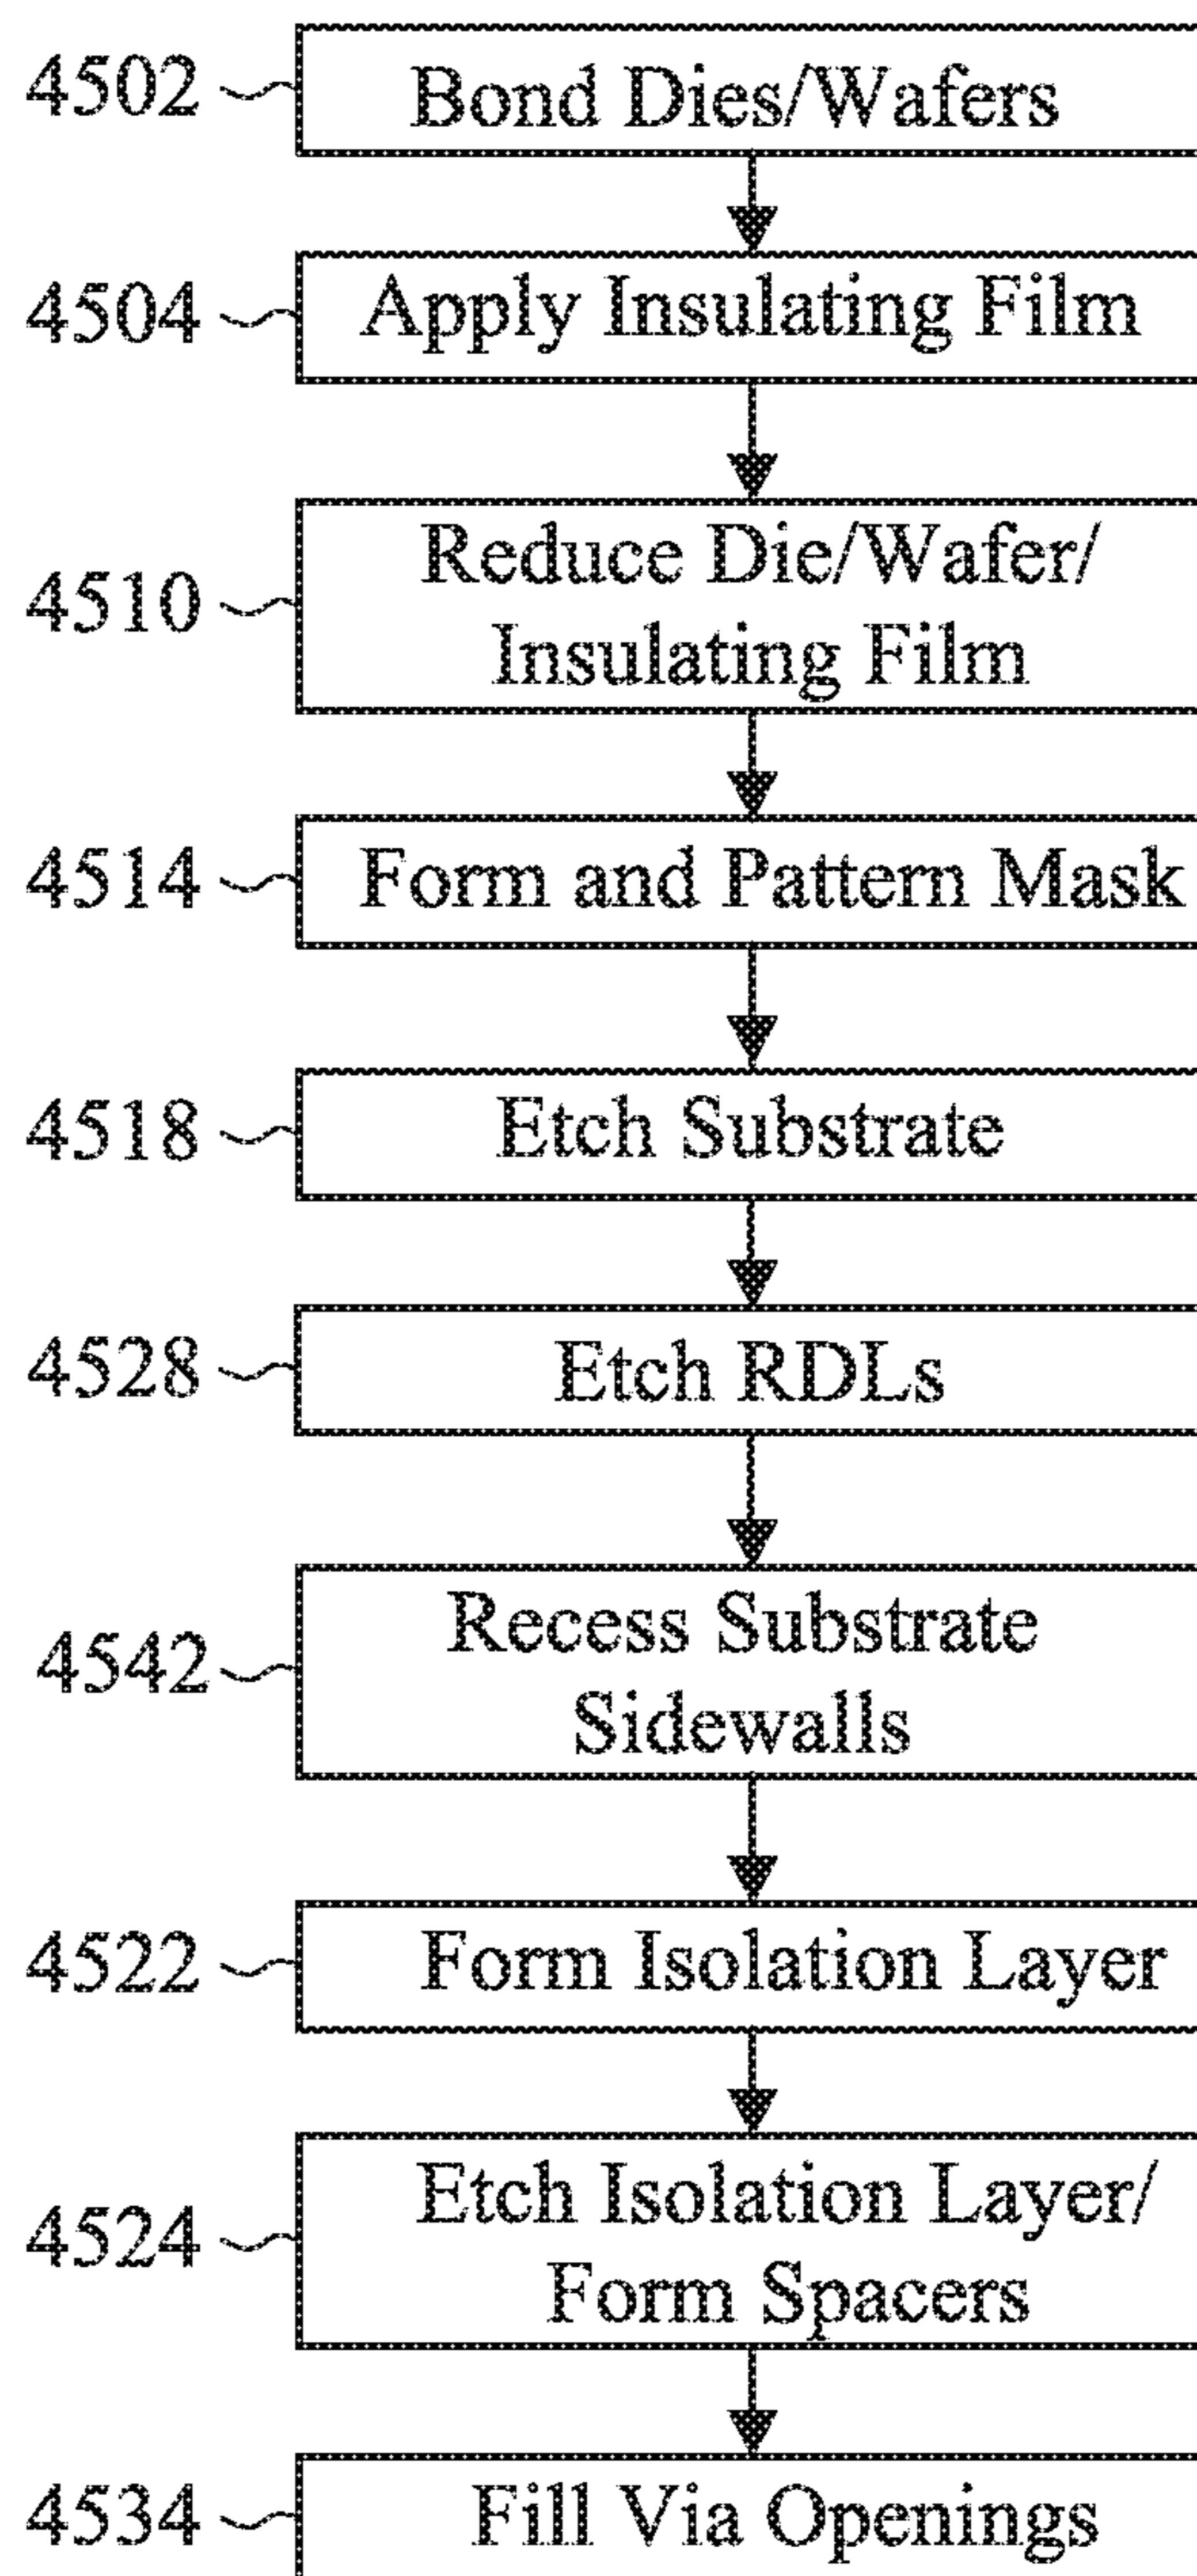 4502 Bond Dies/Wafers
4504 Apply Insulating Film
4510 Reduce Die/Wafer/
Insulating Film
4514 Form and Pattern Mask
4518 Etch Substrate
4528 Etch RDLs
4542 Recess Substrate
Sidewalls
4522 Form Isolation Layer
4524 Etch Isolation Layer/
Form Spacers
4534 Fill Via Openings